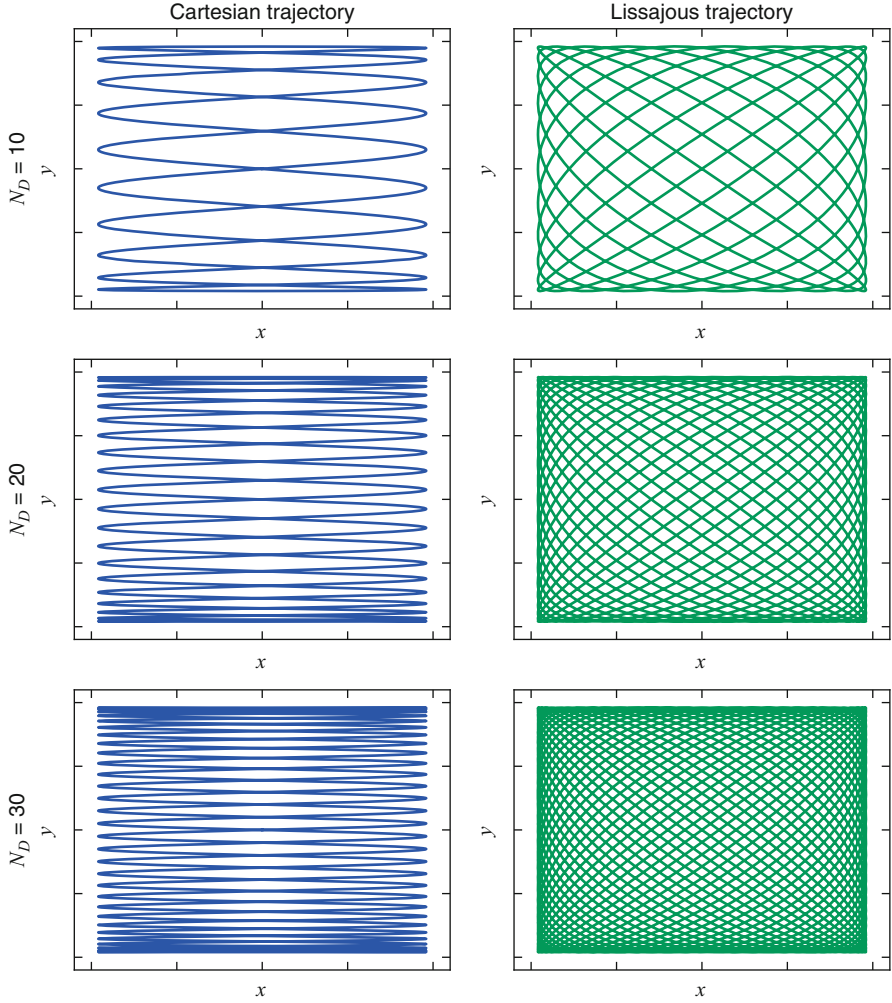 Cartesian trajectory
Lissajous trajectory
N_D = 10
y
x
y
x
N_D = 20
y
x
y
x
N_D = 30
y
x
y
x